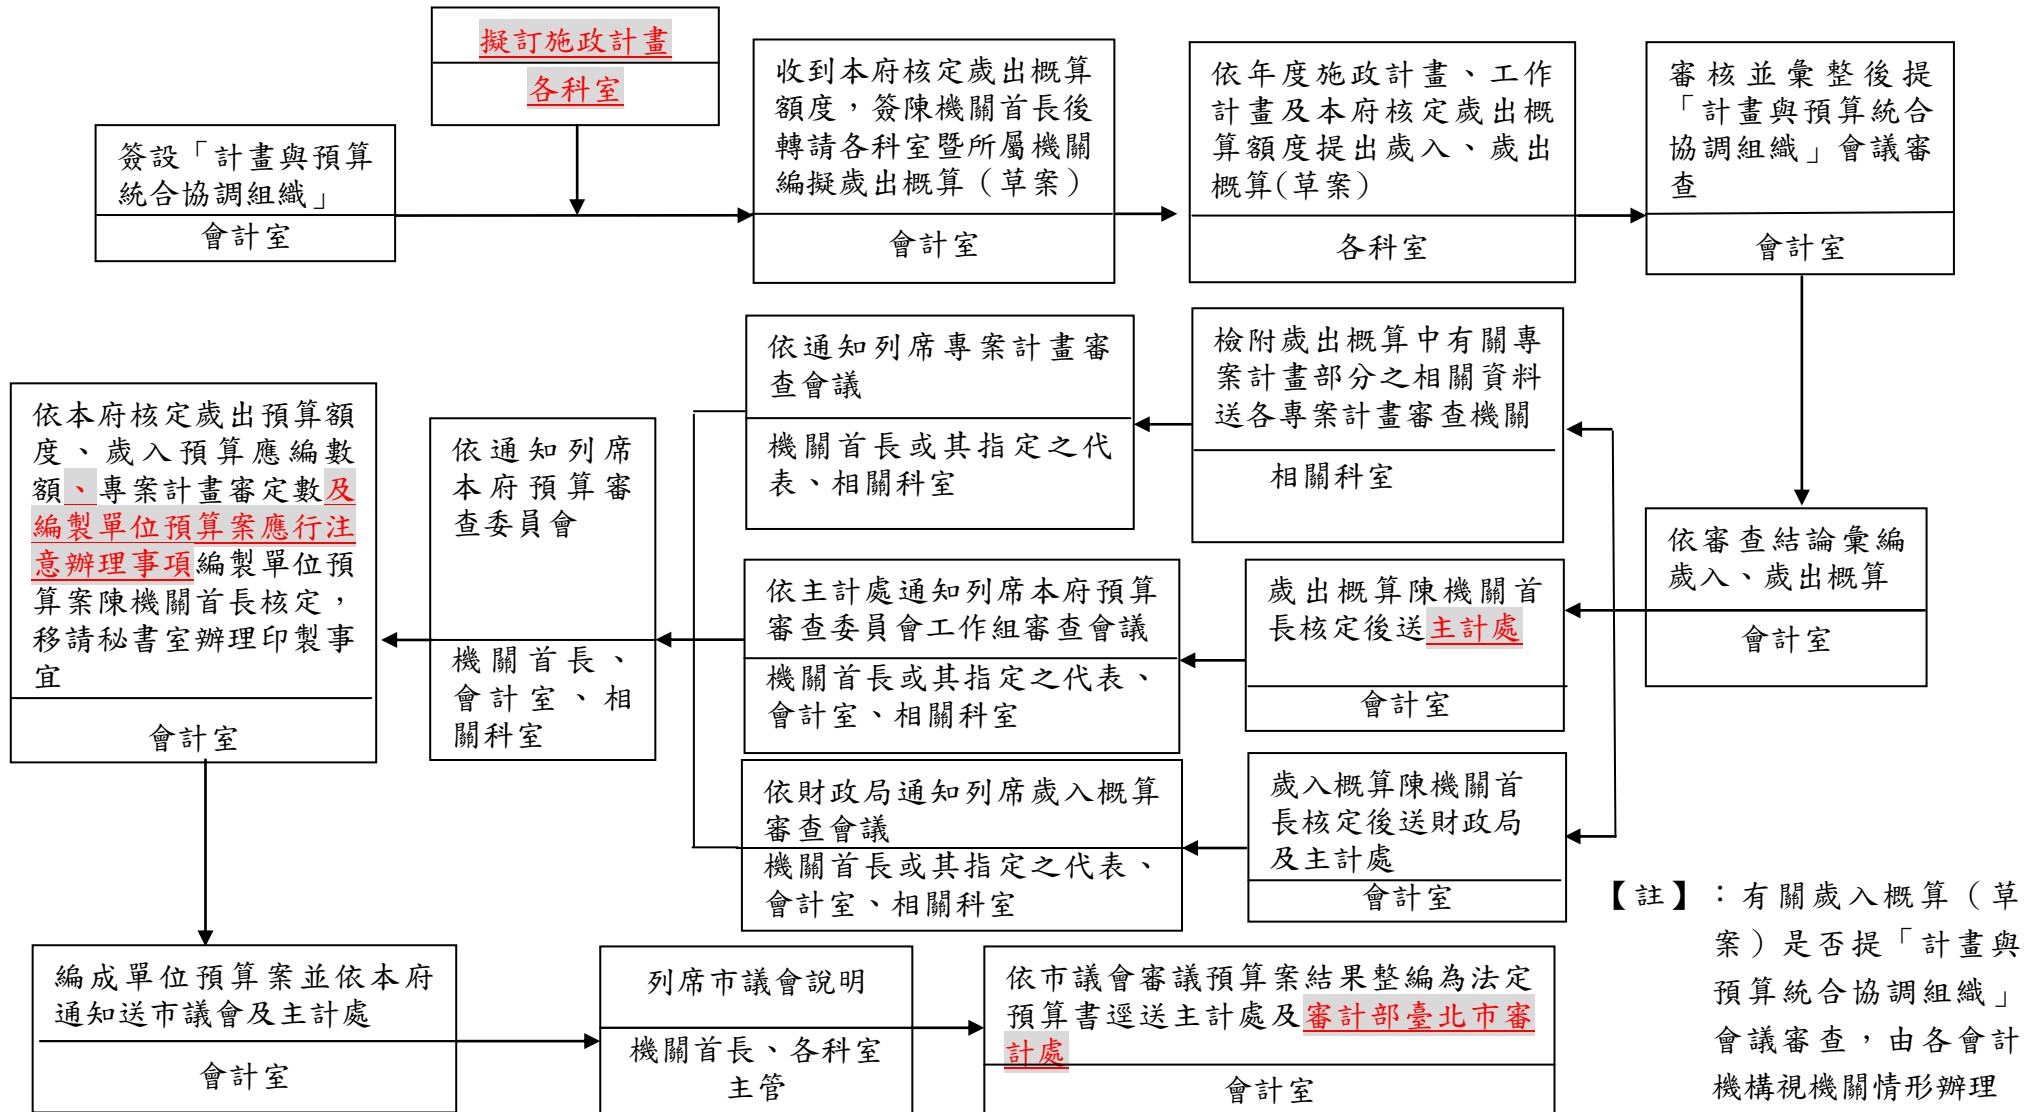 擬訂施政計畫
各科室
簽設「計畫與預算
統合協調組織」
會計室
收到本府核定歲出概算
額度，簽陳機關首長後
轉請各科室暨所屬機關
編擬歲出概算（草案）
會計室
依年度施政計畫、工作
計畫及本府核定歲出概
算額度提出歲入、歲出
概算(草案)
各科室
審核並彙整後提
「計畫與預算統合
協調組織」會議審
查
會計室
依審查結論彙編
歲入、歲出概算
會計室
檢附歲出概算中有關專
案計畫部分之相關資料
送各專案計畫審查機關
相關科室
歲出概算陳機關首
長核定後送主計處
會計室
歲入概算陳機關首
長核定後送財政局
及主計處
會計室
依通知列席專案計畫審
查會議
機關首長或其指定之代
表、相關科室
依主計處通知列席本府預算
審查委員會工作組審查會議
機關首長或其指定之代表、
會計室、相關科室
依財政局通知列席歲入概算
審查會議
機關首長或其指定之代表、
會計室、相關科室
依通知列席
本府預算審
查委員會
機關首長、
會計室、相
關科室
依本府核定歲出預算額
度、歲入預算應編數
額、專案計畫審定數及
編製單位預算案應行注
意辦理事項編製單位預
算案陳機關首長核定，
移請秘書室辦理印製事
宜
會計室
編成單位預算案並依本府
通知送市議會及主計處
會計室
列席市議會說明
機關首長、各科室
主管
依市議會審議預算案結果整編為法定
預算書逕送主計處及審計部臺北市審
計處
會計室
【註】：有關歲入概算（草
案）是否提「計畫與
預算統合協調組織」
會議審查，由各會計
機構視機關情形辦理